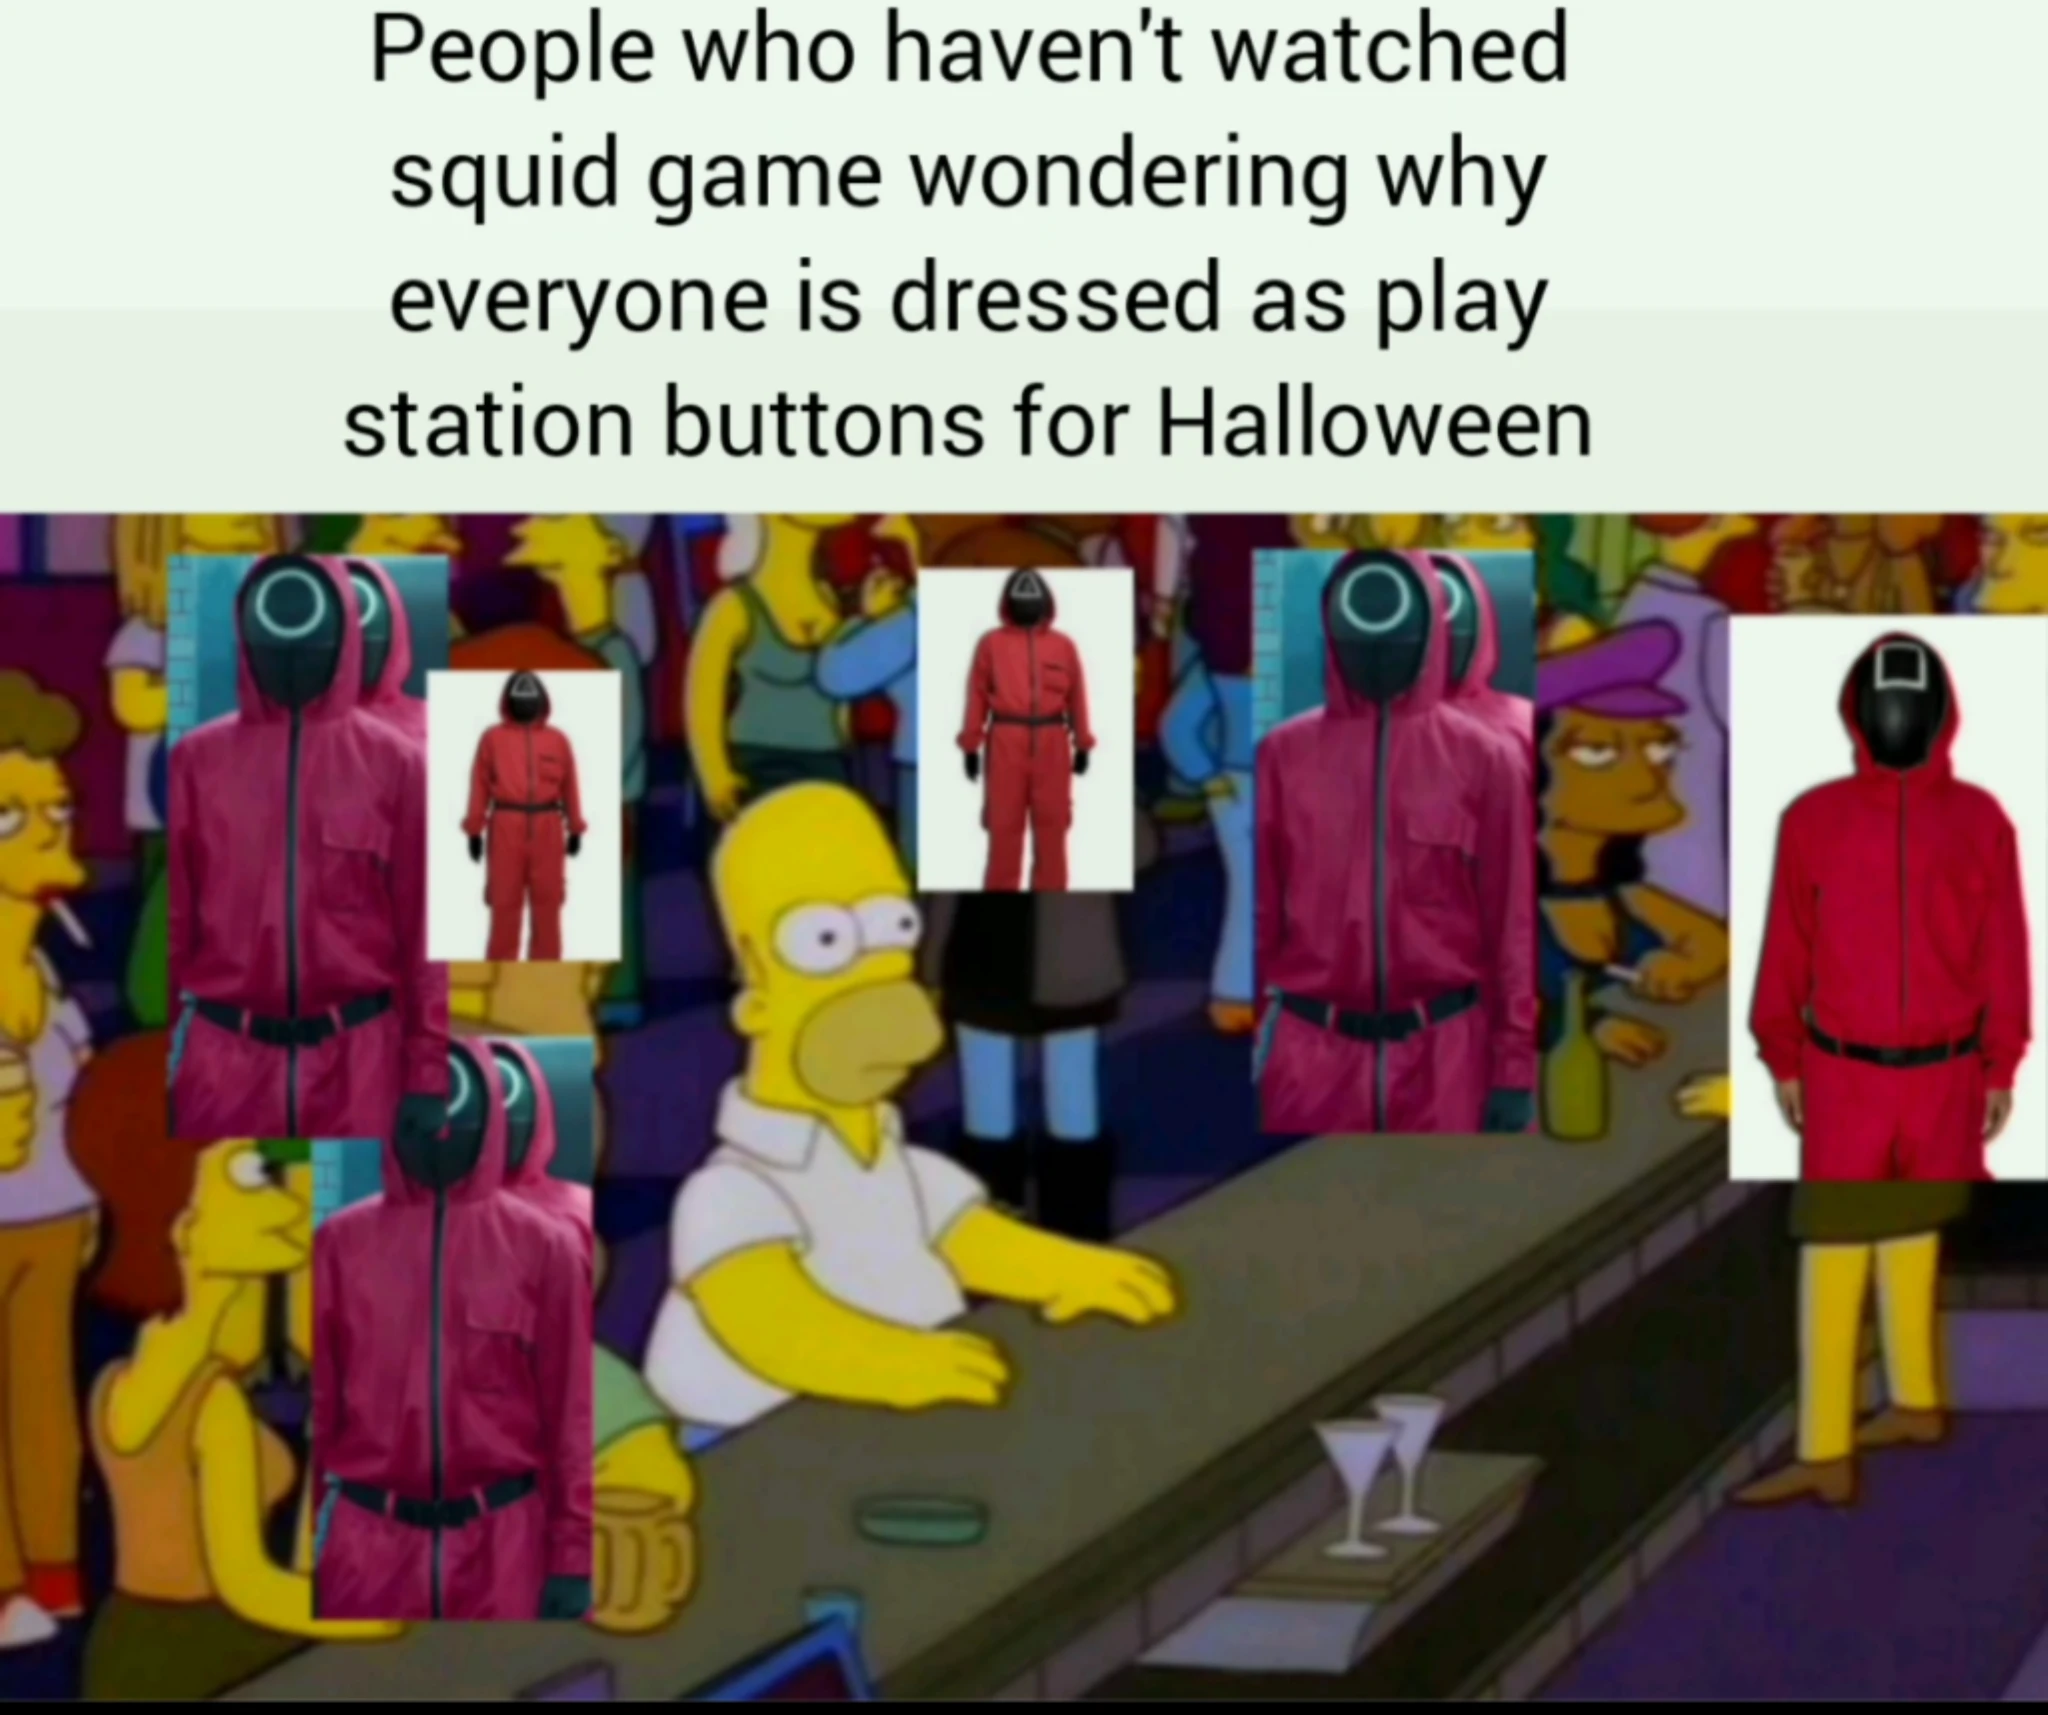 People who haven't watched
squid game wondering why
everyone is dressed as play
station buttons for Halloween